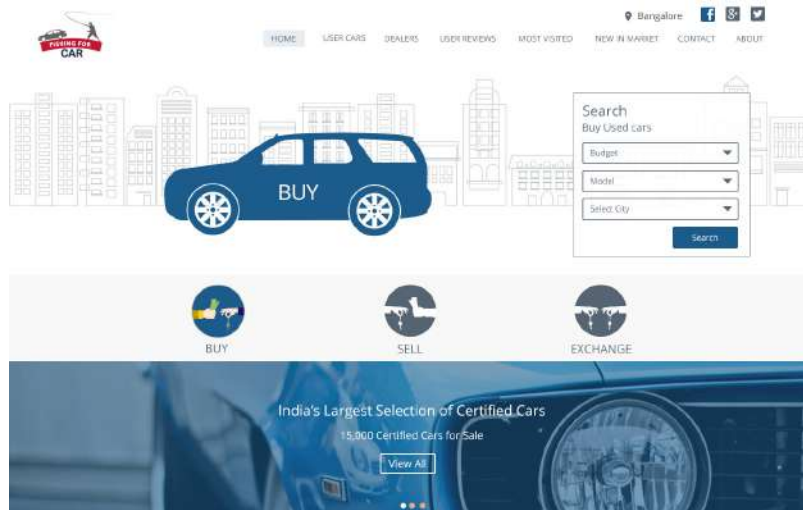 Bangalore
FISHING FOR
CAR
HOME USER CARS DEALERS USER REVIEWS MOST VISITED NEW IN MARKET CONTACT ABOUT
Search
Buy Used cars
Budget
Model
Select City
Search
BUY
BUY SELL EXCHANGE
India's Largest Selection of Certified Cars
15,000 Certified Cars for Sale
View All